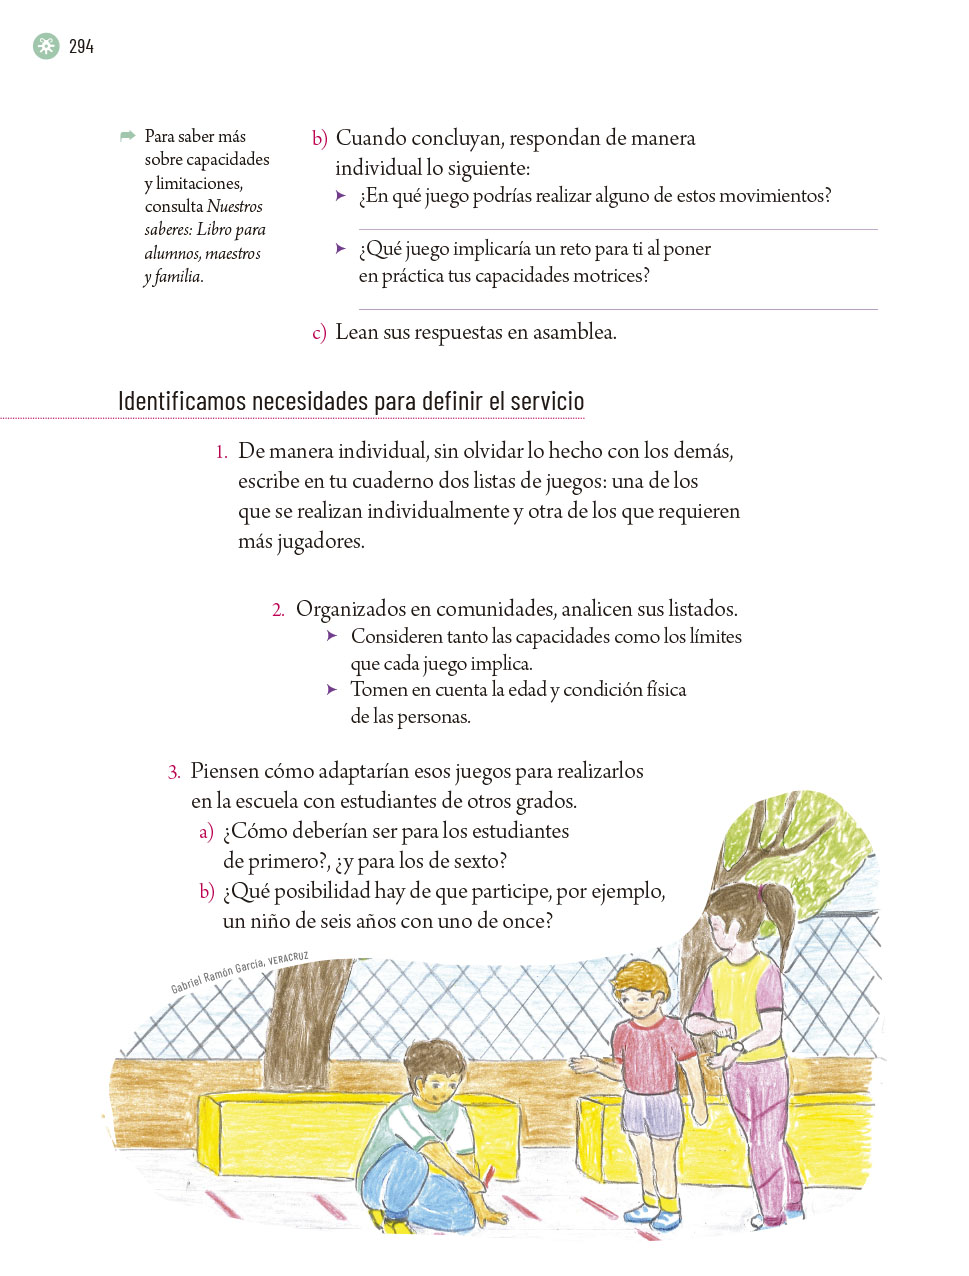 294
Para saber más
sobre capacidades
y limitaciones,
consulta Nuestros
saberes: Libro para
alumnos, maestros
y familia.
b) Cuando concluyan, respondan de manera
individual lo siguiente:
¿En qué juego podrías realizar alguno de estos movimientos?
¿Qué juego implicaría un reto para ti al poner
en práctica tus capacidades motrices?
c) Lean sus respuestas en asamblea.
Identificamos necesidades para definir el servicio
1. De manera individual, sin olvidar lo hecho con los demás,
escribe en tu cuaderno dos listas de juegos: una de los
que se realizan individualmente y otra de los que requieren
más jugadores.
2. Organizados en comunidades, analicen sus listados.
Consideren tanto las capacidades como los límites
que cada juego implica.
Tomen en cuenta la edad y condición física
de las personas.
3. Piensen cómo adaptarían esos juegos para realizarlos
en la escuela con estudiantes de otros grados.
a) ¿Cómo deberían ser para los estudiantes
de primero?, ¿y para los de sexto?
b) ¿Qué posibilidad hay de que participe, por ejemplo,
un niño de seis años con uno de once?
Gabriel Ramón García, VERACRUZ